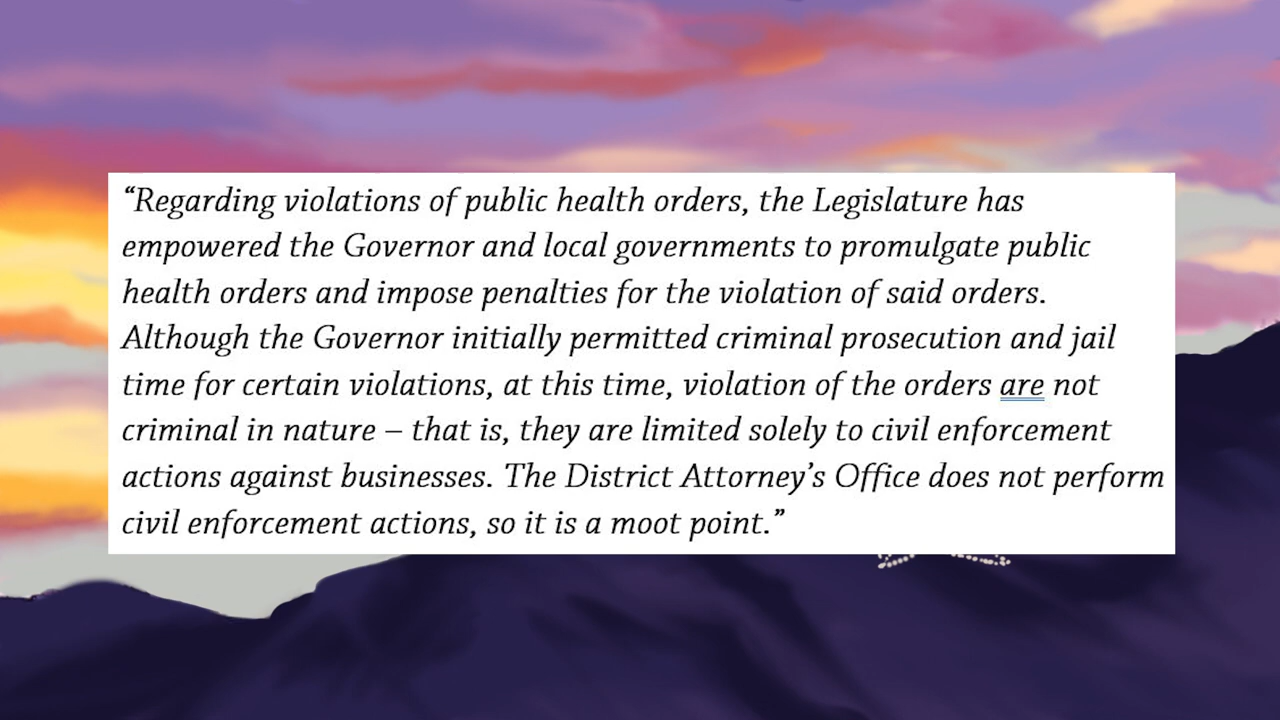 “Regarding violations of public health orders, the Legislature has
empowered the Governor and local governments to promulgate public
health orders and impose penalties for the violation of said orders.
Although the Governor initially permitted criminal prosecution and jail
time for certain violations, at this time, violation of the orders are not
criminal in nature – that is, they are limited solely to civil enforcement
actions against businesses. The District Attorney’s Office does not perform
civil enforcement actions, so it is a moot point.”